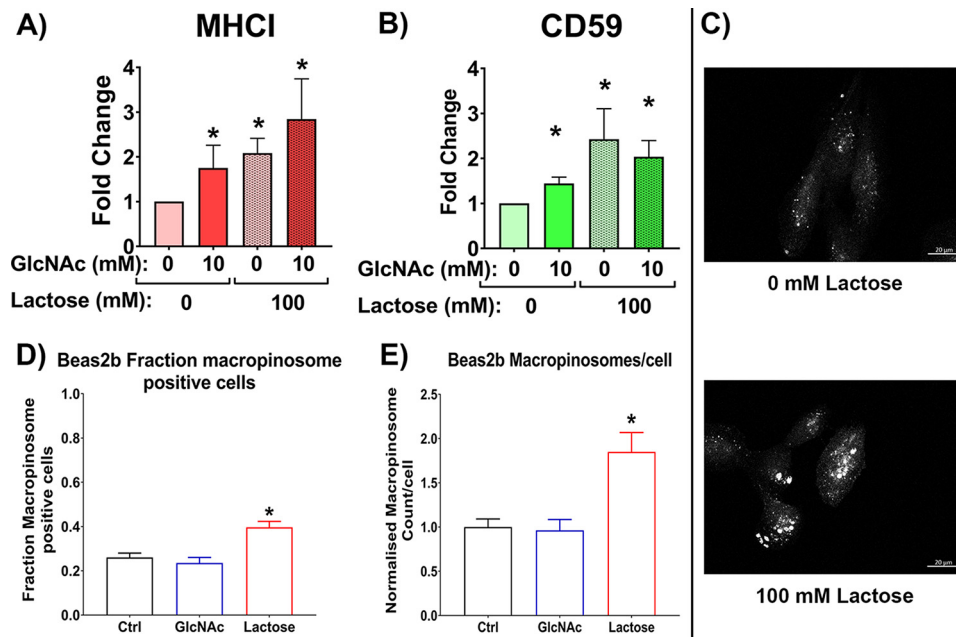 A)
MHCI
Fold Change
4
3
2
1
0
*
*
*
GlcNAc (mM): 0 10 0 10
Lactose (mM): 0 100
B)
CD59
Fold Change
4
3
2
1
0
*
*
*
GlcNAc (mM): 0 10 0 10
Lactose (mM): 0 100
C)
20 µm
0 mM Lactose
20 µm
100 mM Lactose
D)
Beas2b Fraction macropinosome
positive cells
Fraction Macropinosome
positive cells
1.0
0.8
0.6
0.4
0.2
0.0
*
Ctrl GlcNAc Lactose
E)
Beas2b Macropinosomes/cell
Normalised Macropinosome
Count/cell
2.5
2.0
1.5
1.0
0.5
0.0
*
Ctrl GlcNAc Lactose